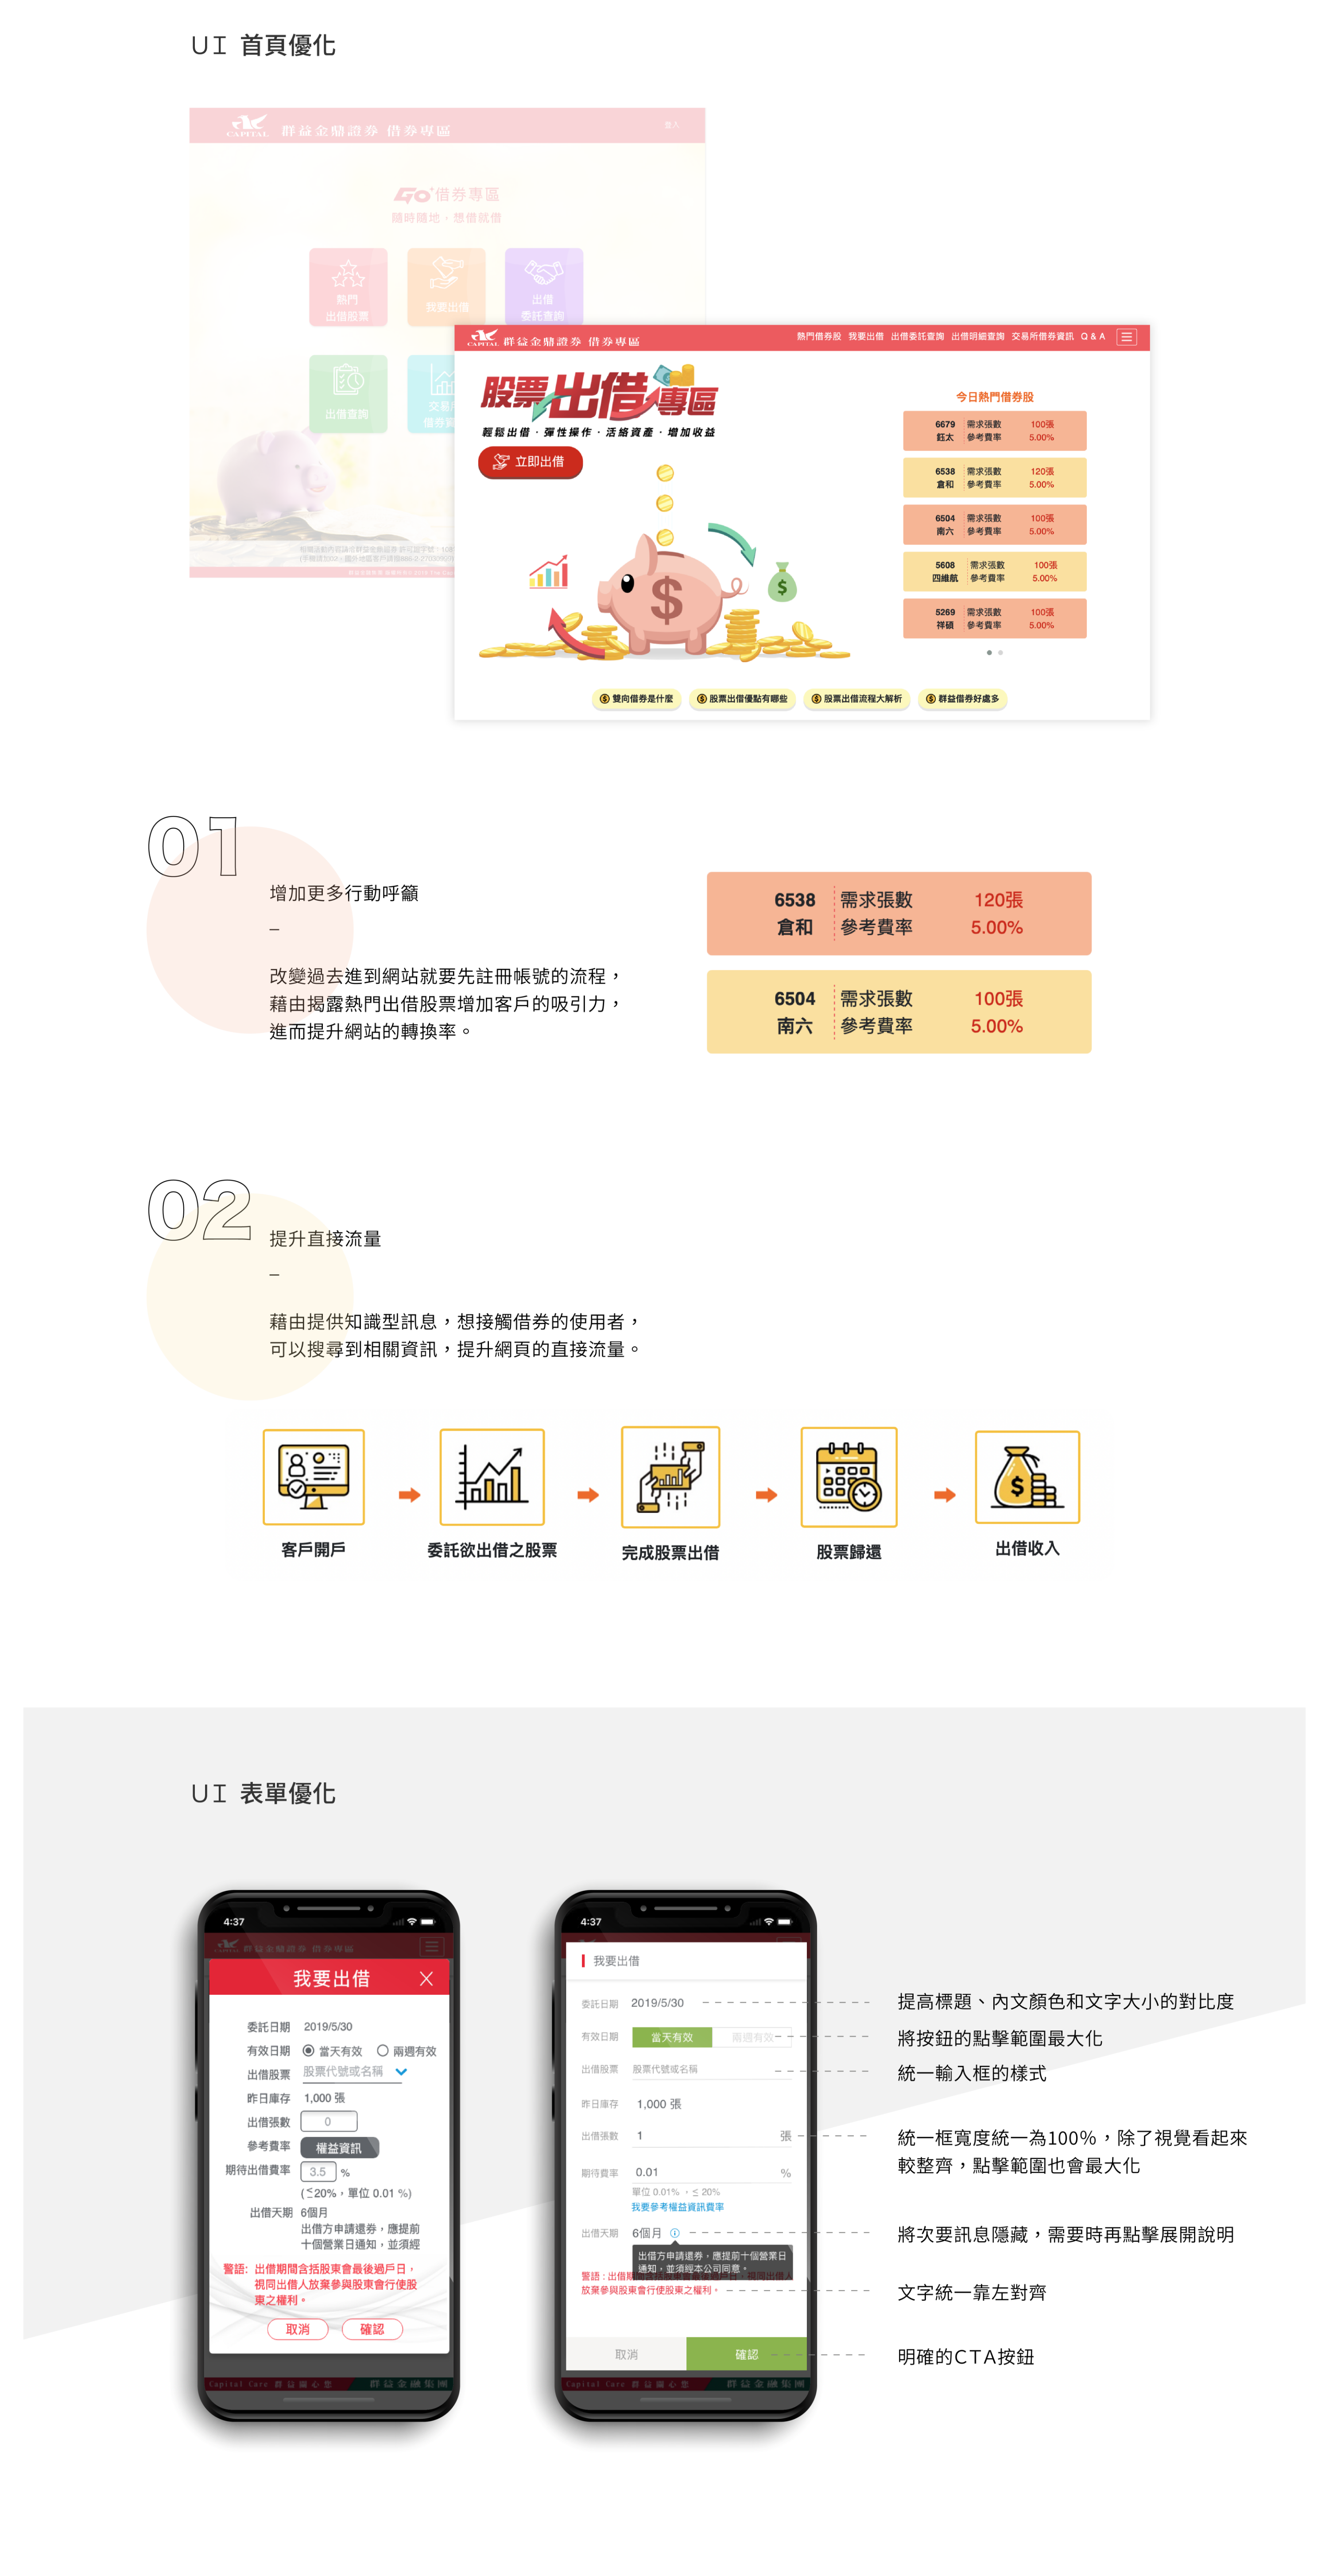 UI 首頁優化
CAPITAL 群益金鼎證券 借券專區
登入
Go+借券專區
隨時隨地，想借就借
熱門
出借股票
我要出借
出借
委託查詢
出借查詢
CAPITAL 群益金鼎證券 借券專區
熱門借券股 我要出借 出借委託查詢 出借明細查詢 交易所借券資訊 Q & A
股票出借專區
輕鬆出借 · 彈性操作 · 活絡資產 · 增加收益
立即出借
今日熱門借券股
6679 需求張數 100張
鈺太 參考費率 5.00%
6538 需求張數 120張
倉和 參考費率 5.00%
6504 需求張數 100張
南六 參考費率 5.00%
5608 需求張數 100張
四維航 參考費率 5.00%
5269 需求張數 100張
祥碩 參考費率 5.00%
$
$
雙向借券是什麼
股票出借優點有哪些
股票出借流程大解析
群益借券好處多
01
增加更多行動呼籲
–
改變過去進到網站就要先註冊帳號的流程，
藉由揭露熱門出借股票增加客戶的吸引力，
進而提升網站的轉換率。
6538 需求張數 120張
倉和 參考費率 5.00%
6504 需求張數 100張
南六 參考費率 5.00%
02
提升直接流量
–
藉由提供知識型訊息，想接觸借券的使用者，
可以搜尋到相關資訊，提升網頁的直接流量。
客戶開戶
委託欲出借之股票
完成股票出借
股票歸還
出借收入
UI 表單優化
4:37
群益金鼎證券 借券專區
我要出借
委託日期 2019/5/30
有效日期 當天有效 兩週有效
出借股票 股票代號或名稱
昨日庫存 1,000 張
出借張數 0
參考費率 權益資訊
期待出借費率 3.5 %
(≦20%，單位 0.01 %)
出借天期 6個月
出借方申請還券，應提前
十個營業日通知，並須經
警語: 出借期間含括股東會最後過戶日，
視同出借人放棄參與股東會行使股
東之權利。
取消 確認
Capital Care 群益關心您 群益金融集團
4:37
我要出借
委託日期 2019/5/30
有效日期 當天有效 兩週有效
出借股票 股票代號或名稱
昨日庫存 1,000 張
出借張數 1 張
期待費率 0.01 %
單位 0.01% ，≦ 20%
我要參考權益資訊費率
出借天期 6個月
出借方申請還券，應提前十個營業日
通知，並須經本公司同意。
警語 : 出借期間含括股東會最後過戶日，視同出借人
放棄參與股東會行使股東之權利。
取消 確認
Capital Care 群益關心您 群益金融集團
提高標題、內文顏色和文字大小的對比度
將按鈕的點擊範圍最大化
統一輸入框的樣式
統一框寬度統一為100%，除了視覺看起來
較整齊，點擊範圍也會最大化
將次要訊息隱藏，需要時再點擊展開說明
文字統一靠左對齊
明確的CTA按鈕